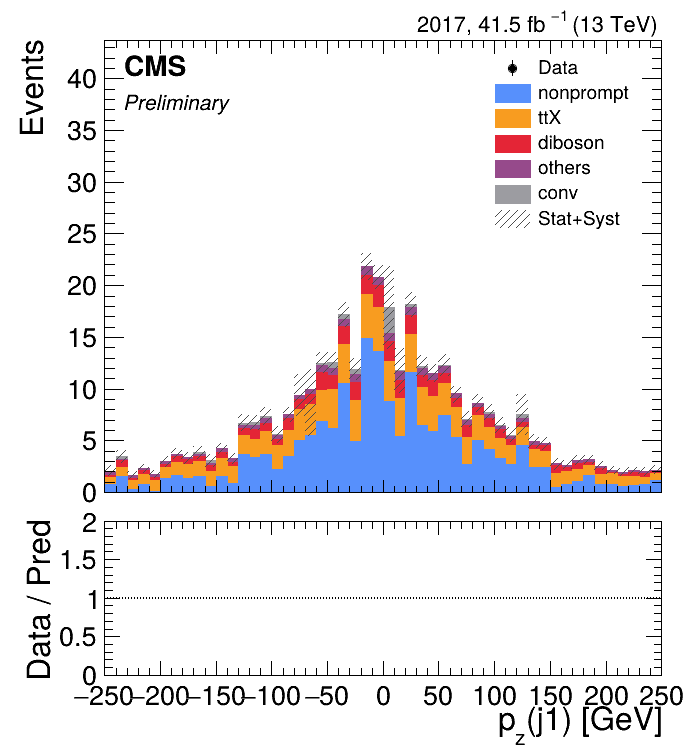 2017, 41.5 fb⁻¹ (13 TeV)
CMS
Preliminary
Data
nonprompt
ttX
diboson
others
conv
Stat+Syst
Events
40
35
30
25
20
15
10
5
0
Data / Pred
2
1.5
1
0.5
0
−250 −200 −150 −100 −50 0 50 100 150 200 250
p_z(j1) [GeV]